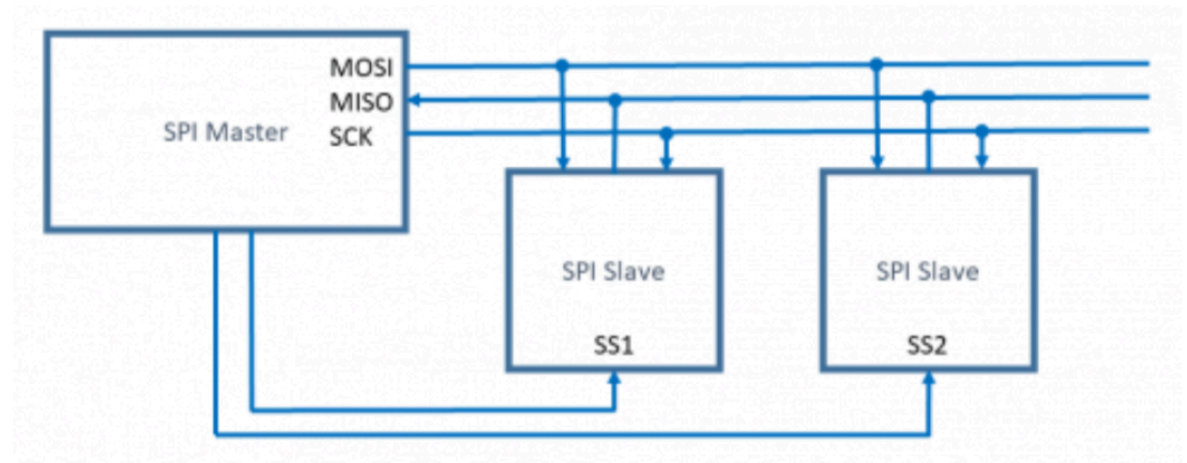 MOSI
MISO
SPI Master
SCK
SPI Slave
SPI Slave
SS1
SS2